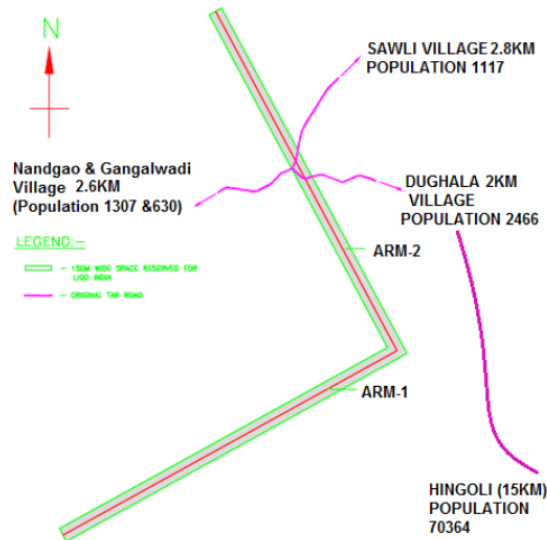 N
SAWLI VILLAGE 2.8KM
POPULATION 1117
Nandgao & Gangalwadi
Village 2.6KM
(Population 1307 &630)
DUGHALA 2KM
VILLAGE
POPULATION 2466
LEGEND:-
- 150M WIDE SPACE RESERVED FOR
LIGO INDIA
- ORIGINAL TAR ROAD
ARM-2
ARM-1
HINGOLI (15KM)
POPULATION
70364